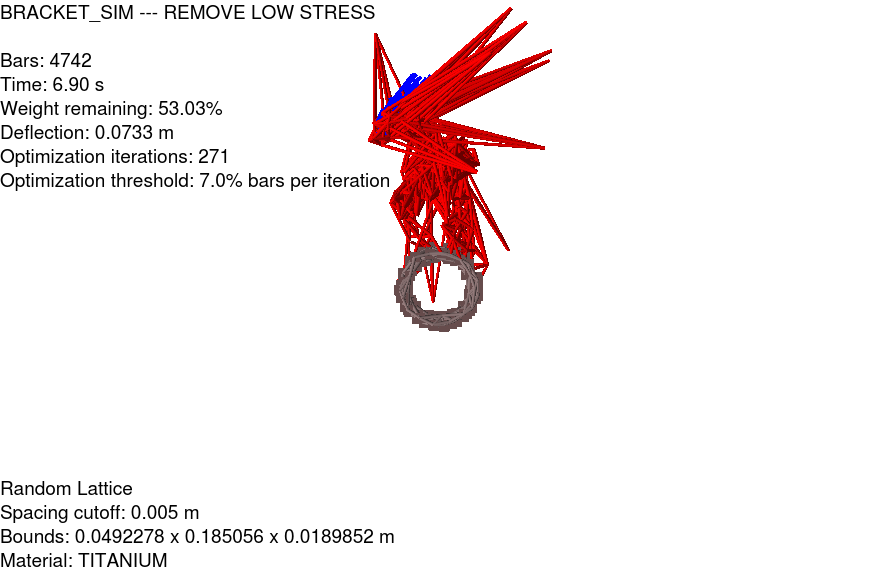 BRACKET_SIM --- REMOVE LOW STRESS
Bars: 4742
Time: 6.90 s
Weight remaining: 53.03%
Deflection: 0.0733 m
Optimization iterations: 271
Optimization threshold: 7.0% bars per iteration
Random Lattice
Spacing cutoff: 0.005 m
Bounds: 0.0492278 x 0.185056 x 0.0189852 m
Material: TITANIUM